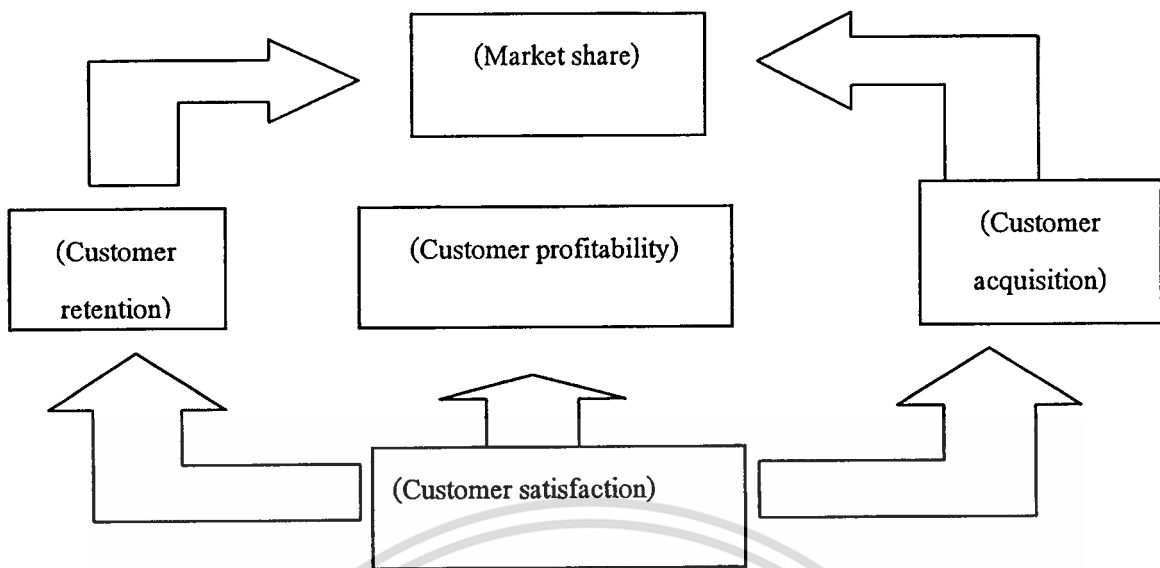 (Market share)
(Customer
retention)
(Customer profitability)
(Customer
acquisition)
(Customer satisfaction)